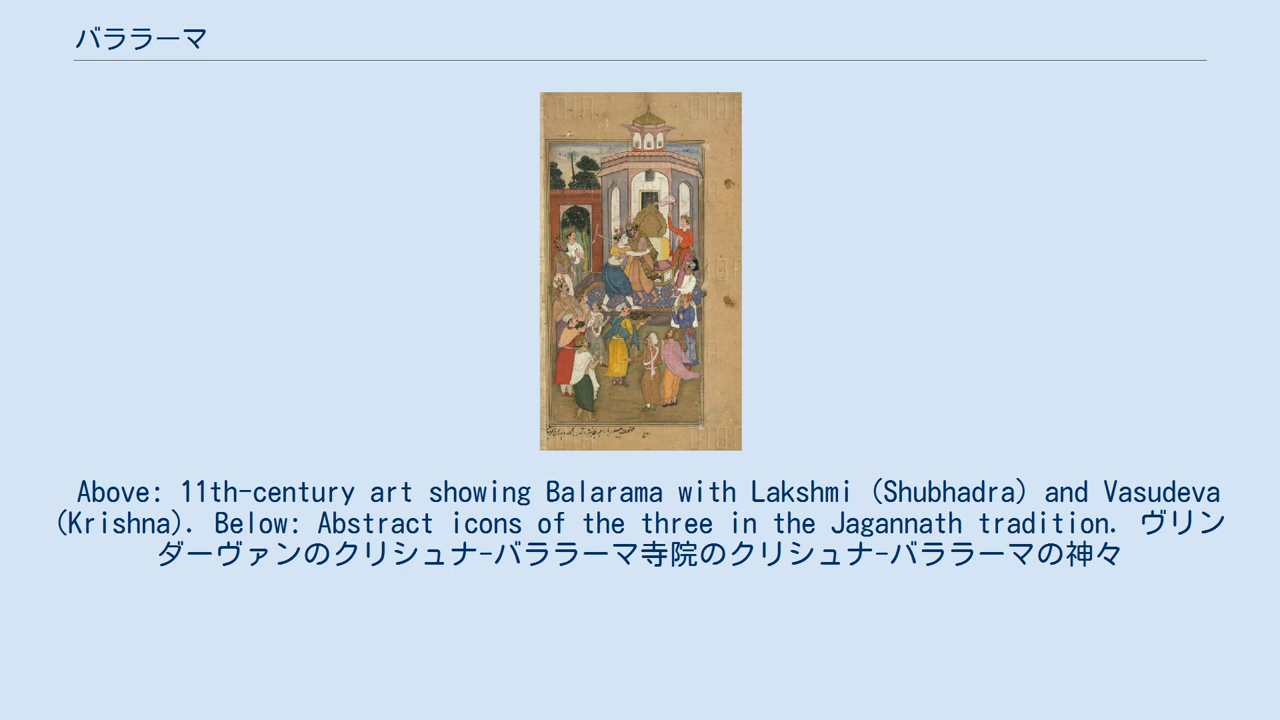 バララーマ
Above: 11th-century art showing Balarama with Lakshmi (Shubhadra) and Vasudeva
(Krishna). Below: Abstract icons of the three in the Jagannath tradition. ヴリン
ダーヴァンのクリシュナ-バララーマ寺院のクリシュナ-バララーマの神々